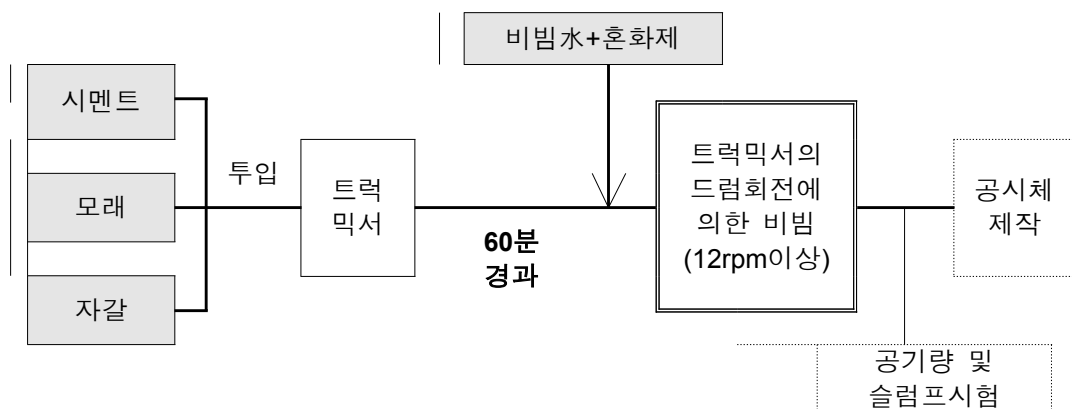 비빔水+혼화제
시멘트
모래
자갈
투입
트럭
믹서
60분
경과
트럭믹서의
드럼회전에
의한 비빔
(12rpm이상)
공시체
제작
공기량 및
슬럼프시험